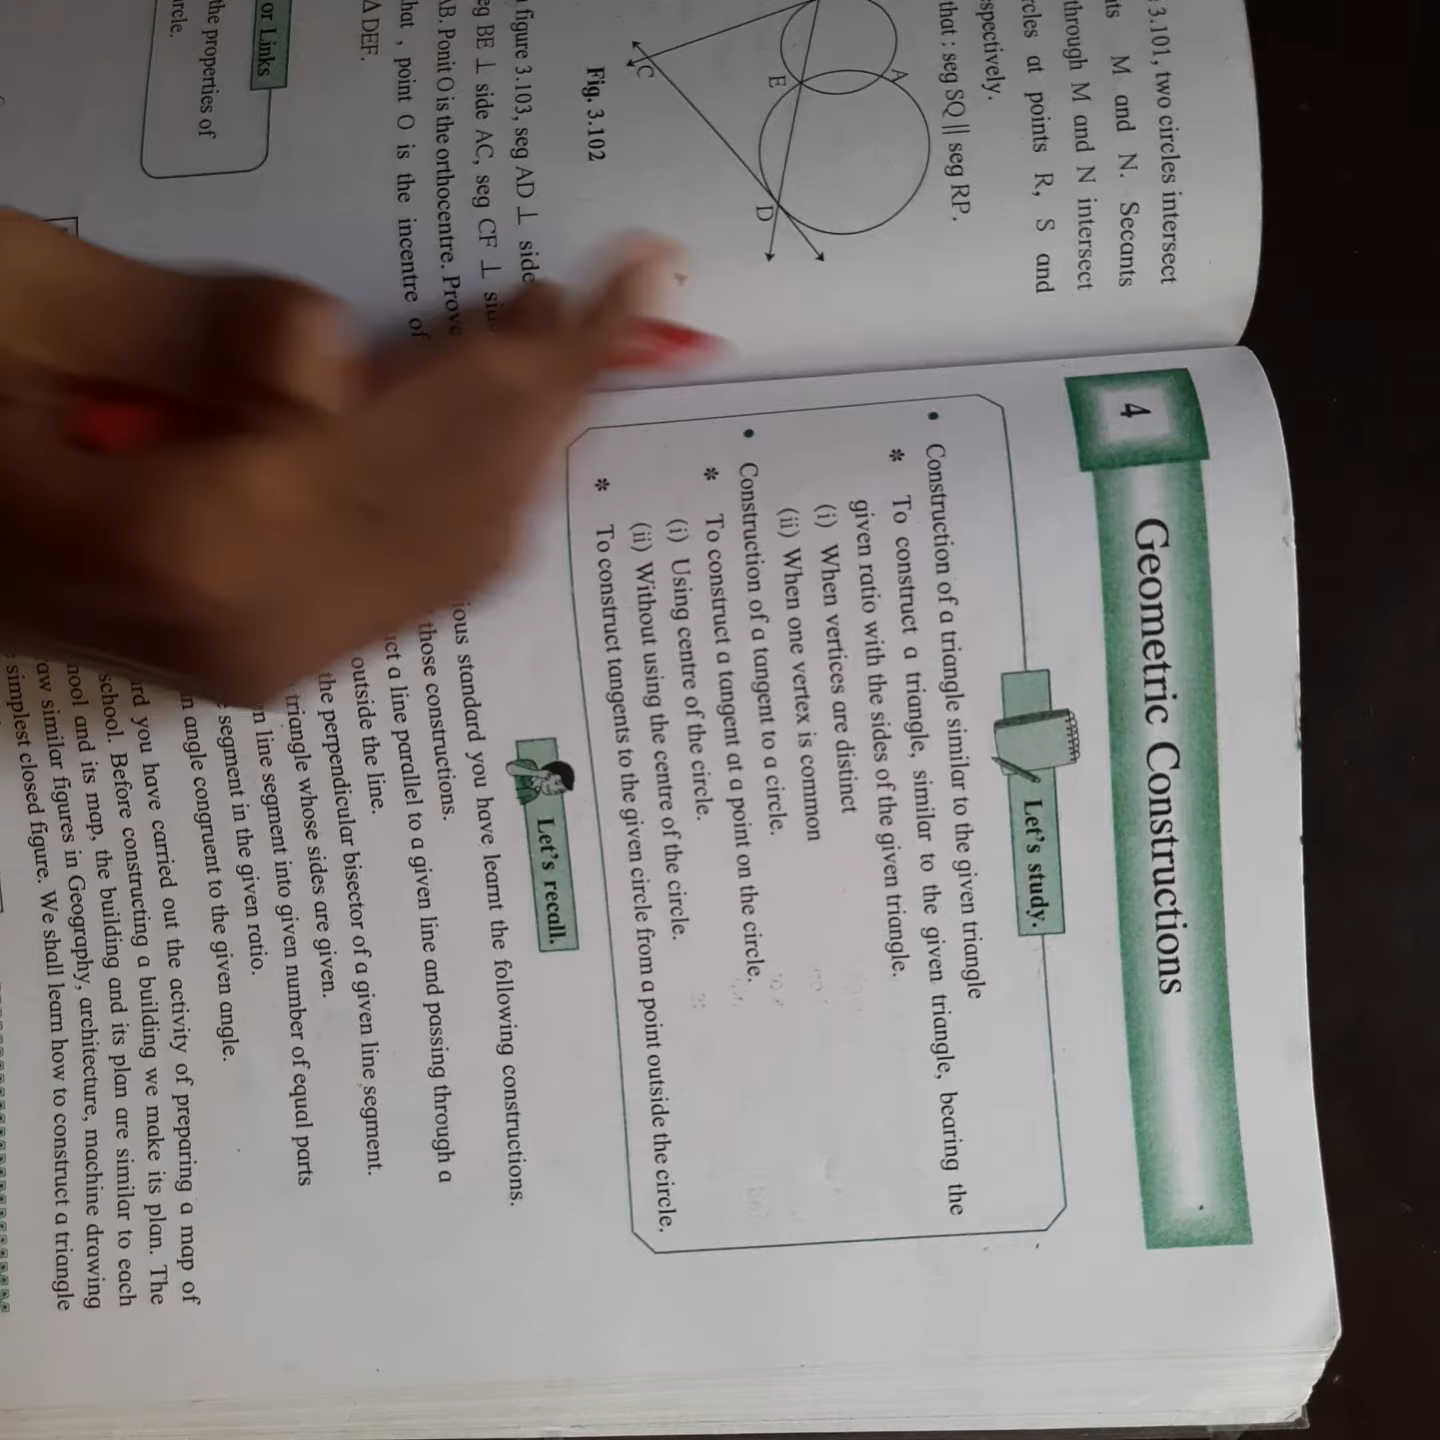 3.101, two circles intersect
M and N. Secants
through M and N intersect
at points R, S and
that : seg SQ || seg RP.
A
E
D
C
Fig. 3.102
figure 3.103, seg AD ⊥ side
seg BE ⊥ side AC, seg CF ⊥
AB. Ponit O is the orthocentre. Prove
that , point O is the incentre of
Δ DEF.
or Links
the properties of
4
Geometric Constructions
Let's study.
• Construction of a triangle similar to the given triangle
* To construct a triangle, similar to the given triangle, bearing the
given ratio with the sides of the given triangle.
(i) When vertices are distinct
(ii) When one vertex is common
• Construction of a tangent to a circle.
* To construct a tangent at a point on the circle.
(i) Using centre of the circle.
(ii) Without using the centre of the circle.
* To construct tangents to the given circle from a point outside the circle.
Let's recall.
standard you have learnt the following constructions.
those constructions.
a line parallel to a given line and passing through a
outside the line.
the perpendicular bisector of a given line segment.
triangle whose sides are given.
line segment into given number of equal parts
segment in the given ratio.
angle congruent to the given angle.
you have carried out the activity of preparing a map of
school. Before constructing a building we make its plan. The
and its map, the building and its plan are similar to each
similar figures in Geography, architecture, machine drawing
simplest closed figure. We shall learn how to construct a triangle